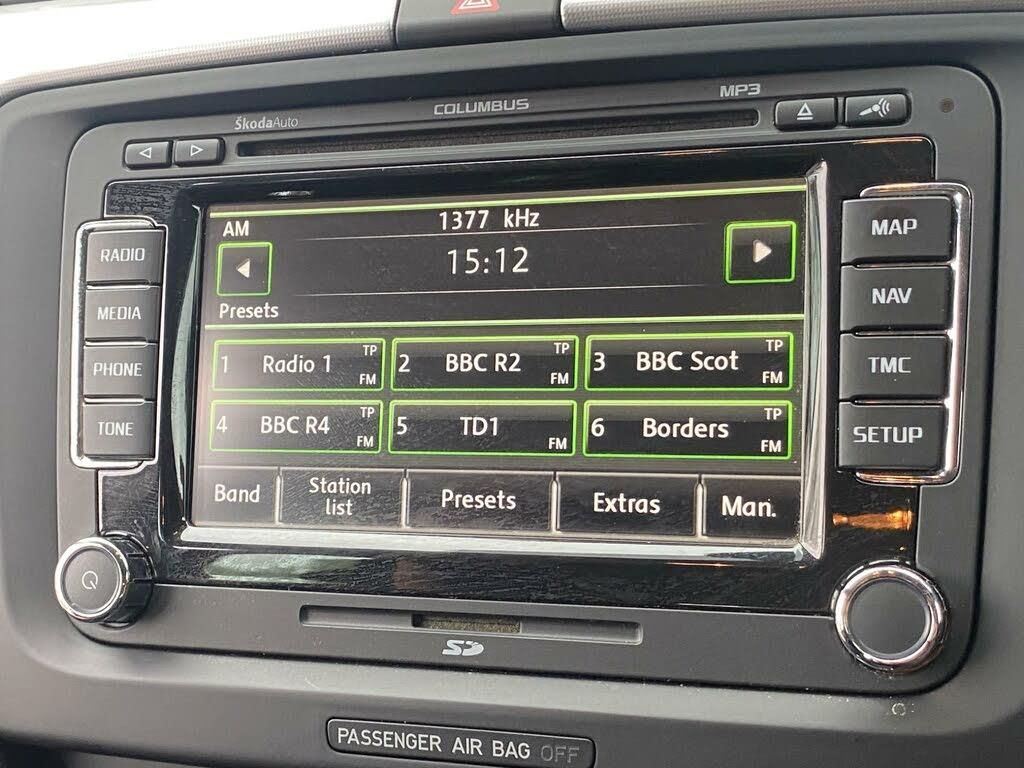 COLUMBUS
MP3
ŠkodaAuto
RADIO
MEDIA
PHONE
TONE
AM
1377 kHz
15:12
Presets
1 Radio 1 TP FM
2 BBC R2 TP FM
3 BBC Scot TP FM
4 BBC R4 TP FM
5 TD1 FM
6 Borders TP FM
Band
Station
list
Presets
Extras
Man.
MAP
NAV
TMC
SETUP
SD
PASSENGER AIR BAG OFF